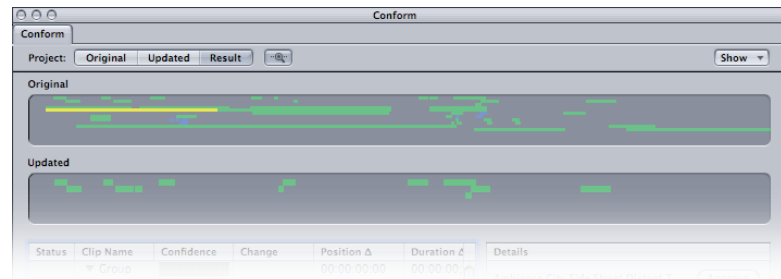 Conform
Conform
Project: Original Updated Result Show
Original
Updated
Status Clip Name Confidence Change Position Δ Duration Δ Details
Group 00:00:00:00 00:00:00